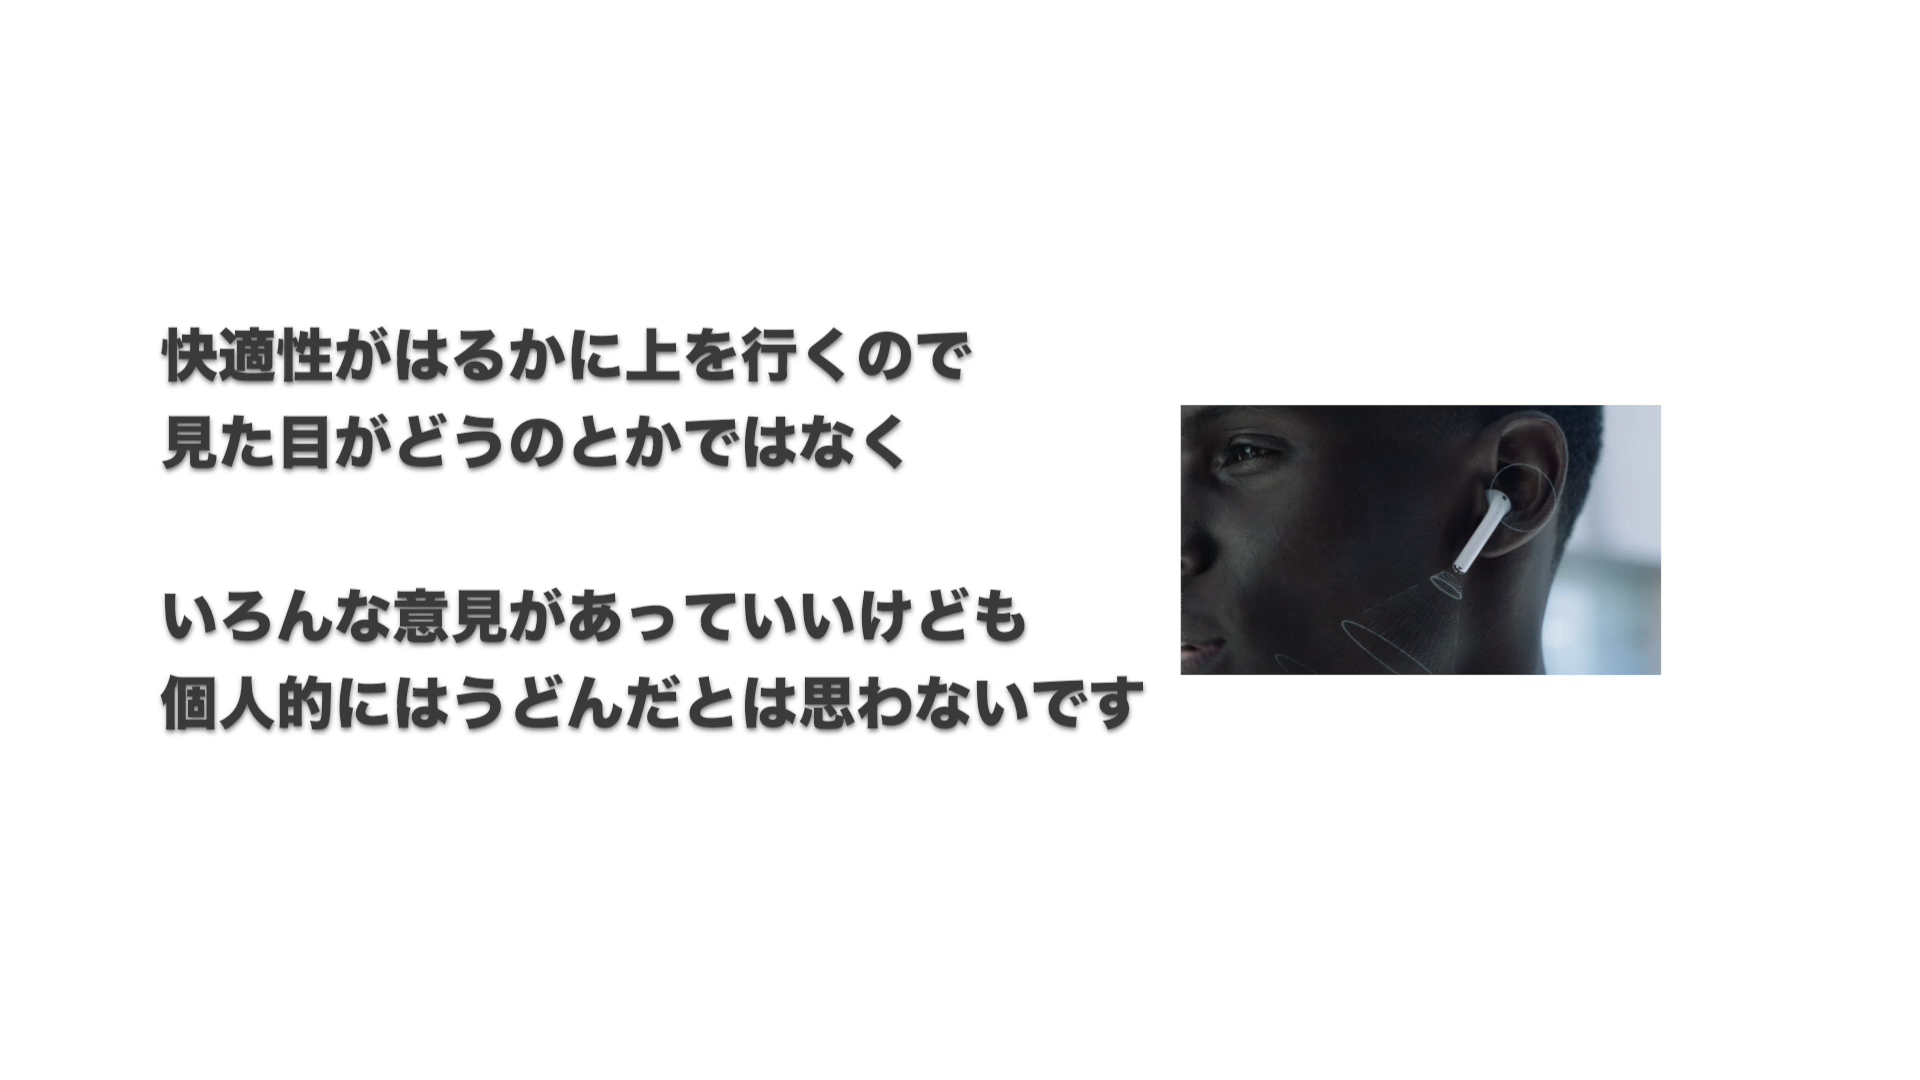 快適性がはるかに上を行くので
見た目がどうのとかではなく
いろんな意見があっていいけども
個人的にはうどんだとは思わないです